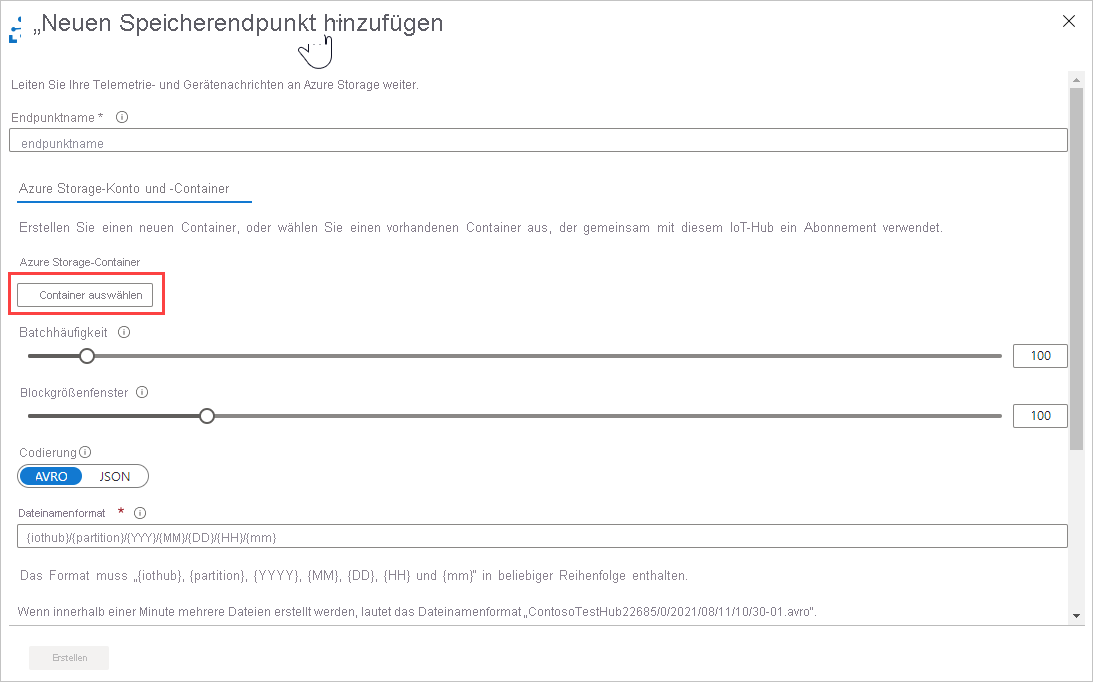 „Neuen Speicherendpunkt hinzufügen
Leiten Sie Ihre Telemetrie- und Gerätenachrichten an Azure Storage weiter.
Endpunktname *
endpunktname
Azure Storage-Konto und -Container
Erstellen Sie einen neuen Container, oder wählen Sie einen vorhandenen Container aus, der gemeinsam mit diesem IoT-Hub ein Abonnement verwendet.
Azure Storage-Container
Container auswählen
Batchhäufigkeit
100
Blockgrößenfenster
100
Codierung
AVRO JSON
Dateinamenformat *
{iothub}/{partition}/{YYY}/{MM}/{DD}/{HH}/{mm}
Das Format muss „{iothub}, {partition}, {YYYY}, {MM}, {DD}, {HH} und {mm}“ in beliebiger Reihenfolge enthalten.
Wenn innerhalb einer Minute mehrere Dateien erstellt werden, lautet das Dateinamenformat „ContosoTestHub22685/0/2021/08/11/10/30-01.avro“.
Erstellen